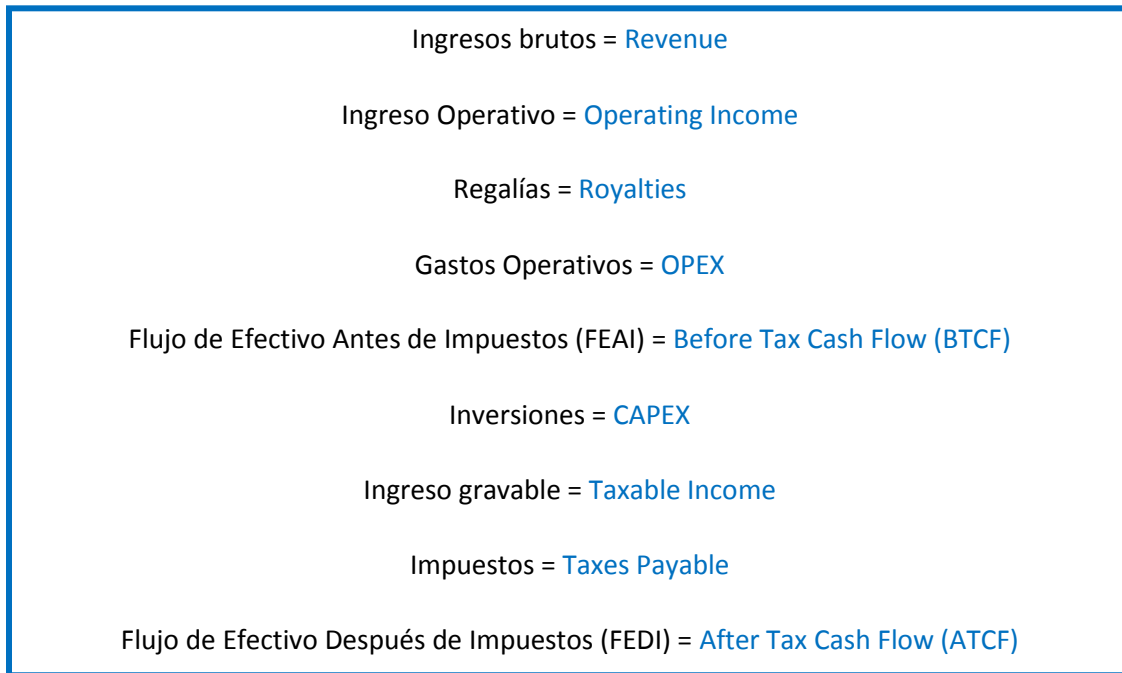 Ingresos brutos = Revenue
Ingreso Operativo = Operating Income
Regalías = Royalties
Gastos Operativos = OPEX
Flujo de Efectivo Antes de Impuestos (FEAI) = Before Tax Cash Flow (BTCF)
Inversiones = CAPEX
Ingreso gravable = Taxable Income
Impuestos = Taxes Payable
Flujo de Efectivo Después de Impuestos (FEDI) = After Tax Cash Flow (ATCF)